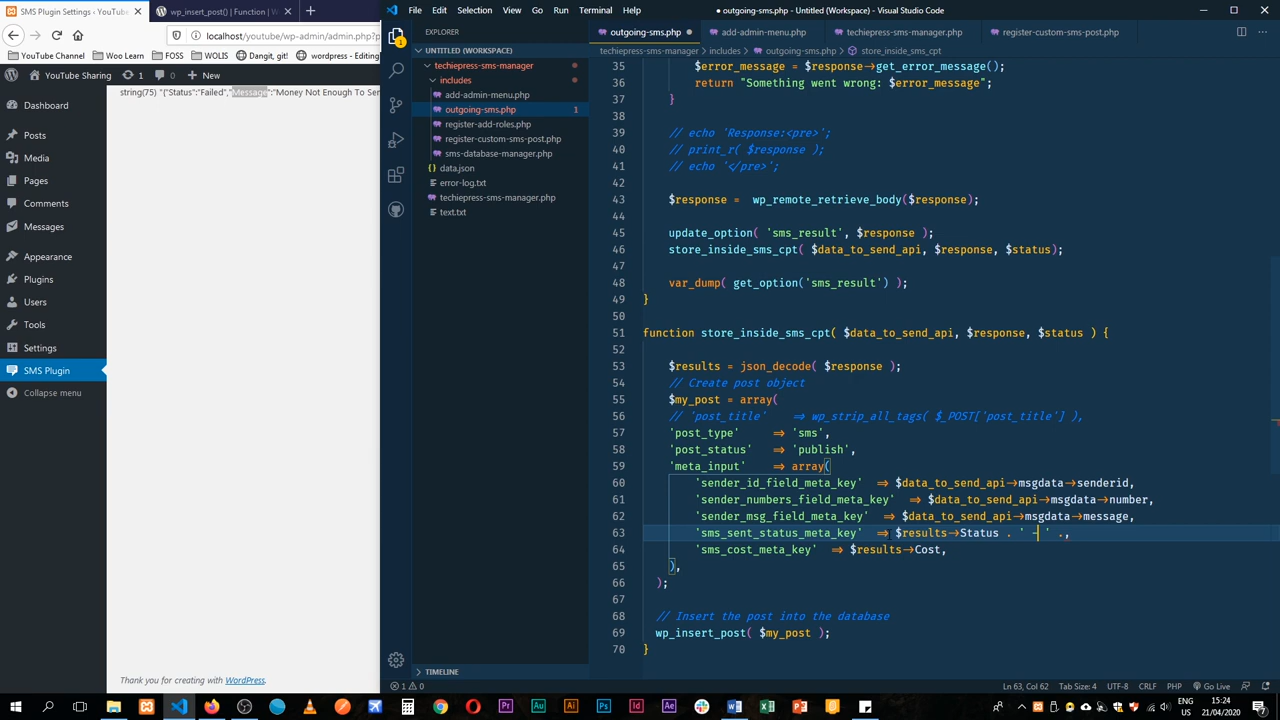 SMS Plugin Settings ‹ YouTube
wp_insert_post() | Function | W
File Edit Selection View Go Run Terminal Help
● outgoing-sms.php - Untitled (Workspace) - Visual Studio Code
localhost/youtube/wp-admin/admin.php?p
YouTube Channel Woo Learn FOSS WOLIS Dangit, git! wordpress - Editing
YouTube Sharing 1 0 New
string(75) "{"Status":"Failed","Message":"Money Not Enough To Ser
Dashboard
Posts
Media
Pages
Comments
Messages
Appearance
Plugins
Users
Tools
Settings
SMS Plugin
Collapse menu
Thank you for creating with WordPress.
1
EXPLORER
UNTITLED (WORKSPACE)
techiepress-sms-manager
includes
add-admin-menu.php
outgoing-sms.php 1
register-add-roles.php
register-custom-sms-post.php
sms-database-manager.php
data.json
error-log.txt
techiepress-sms-manager.php
text.txt
TIMELINE
outgoing-sms.php add-admin-menu.php techiepress-sms-manager.php register-custom-sms-post.php
techiepress-sms-manager > includes > outgoing-sms.php > store_inside_sms_cpt
35 $error_message = $response->get_error_message();
36 return "Something went wrong: $error_message";
37 }
38
39 // echo 'Response:<pre>';
40 // print_r( $response );
41 // echo '</pre>';
42
43 $response =  wp_remote_retrieve_body($response);
44
45 update_option( 'sms_result', $response );
46 store_inside_sms_cpt( $data_to_send_api, $response, $status);
47
48 var_dump( get_option('sms_result') );
49 }
50
51 function store_inside_sms_cpt( $data_to_send_api, $response, $status ) {
52
53 $results = json_decode( $response );
54 // Create post object
55 $my_post = array(
56 // 'post_title' => wp_strip_all_tags( $_POST['post_title'] ),
57 'post_type' => 'sms',
58 'post_status' => 'publish',
59 'meta_input' => array(
60 'sender_id_field_meta_key' => $data_to_send_api->msgdata->senderid,
61 'sender_numbers_field_meta_key' => $data_to_send_api->msgdata->number,
62 'sender_msg_field_meta_key' => $data_to_send_api->msgdata->message,
63 'sms_sent_status_meta_key' => $results->Status . ' - ' .,
64 'sms_cost_meta_key' => $results->Cost,
65 ),
66 );
67
68 // Insert the post into the database
69 wp_insert_post( $my_post );
70 }
1 0
Ln 63, Col 62 Tab Size: 4 UTF-8 CRLF PHP Go Live
ENG
US
15:24
21/04/2020